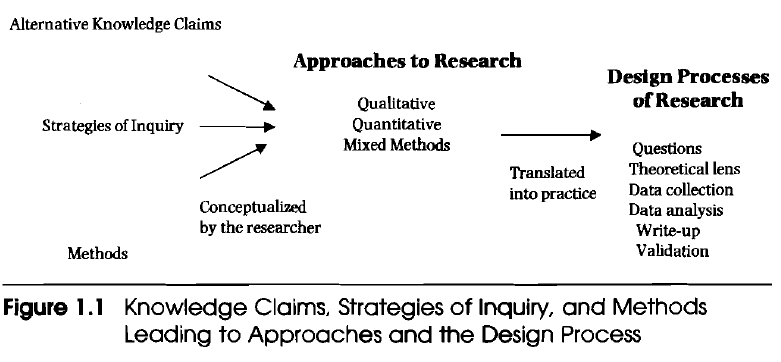 Alternative Knowledge Claims
Approaches to Research
Design Processes
of Research
Qualitative
Quantitative
Mixed Methods
Strategies of Inquiry
Questions
Theoretical lens
Data collection
Data analysis
Write-up
Validation
Translated
into practice
Conceptualized
by the researcher
Methods
Figure 1.1 Knowledge Claims, Strategies of Inquiry, and Methods
Leading to Approaches and the Design Process